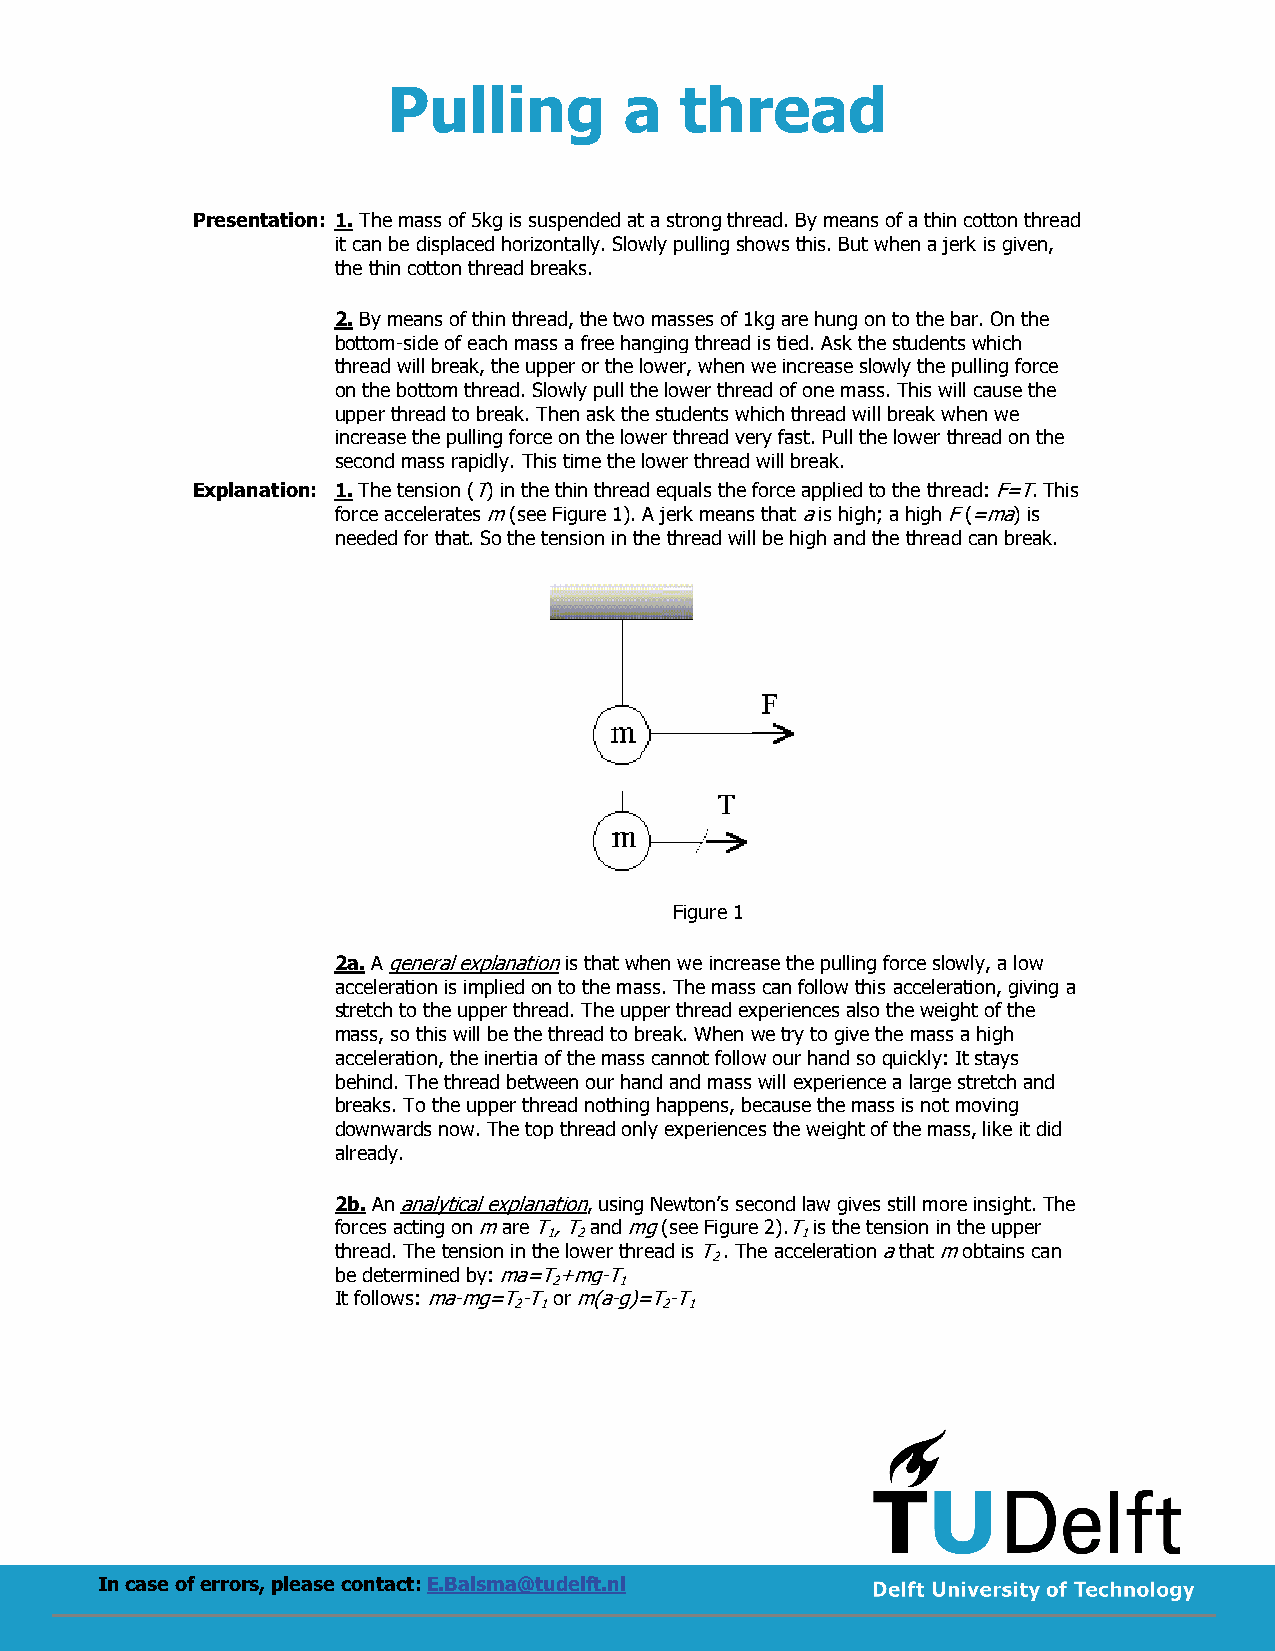 Pulling a thread
Presentation: 1. The mass of 5kg is suspended at a strong thread. By means of a thin cotton thread
it can be displaced horizontally. Slowly pulling shows this. But when a jerk is given,
the thin cotton thread breaks.
2. By means of thin thread, the two masses of 1kg are hung on to the bar. On the
bottom-side of each mass a free hanging thread is tied. Ask the students which
thread will break, the upper or the lower, when we increase slowly the pulling force
on the bottom thread. Slowly pull the lower thread of one mass. This will cause the
upper thread to break. Then ask the students which thread will break when we
increase the pulling force on the lower thread very fast. Pull the lower thread on the
second mass rapidly. This time the lower thread will break.
Explanation: 1. The tension (T) in the thin thread equals the force applied to the thread: F=T. This
force accelerates m (see Figure 1). A jerk means that a is high; a high F (=ma) is
needed for that. So the tension in the thread will be high and the thread can break.
F
m
T
m
Figure 1
2a. A general explanation is that when we increase the pulling force slowly, a low
acceleration is implied on to the mass. The mass can follow this acceleration, giving a
stretch to the upper thread. The upper thread experiences also the weight of the
mass, so this will be the thread to break. When we try to give the mass a high
acceleration, the inertia of the mass cannot follow our hand so quickly: It stays
behind. The thread between our hand and mass will experience a large stretch and
breaks. To the upper thread nothing happens, because the mass is not moving
downwards now. The top thread only experiences the weight of the mass, like it did
already.
2b. An analytical explanation, using Newton’s second law gives still more insight. The
forces acting on m are T₁, T₂ and mg (see Figure 2).T₁ is the tension in the upper
thread. The tension in the lower thread is T₂ . The acceleration a that m obtains can
be determined by: ma=T₂+mg-T₁
It follows: ma-mg=T₂-T₁ or m(a-g)=T₂-T₁
TUDelft
In case of errors, please contact: E.Balsma@tudelft.nl
Delft University of Technology